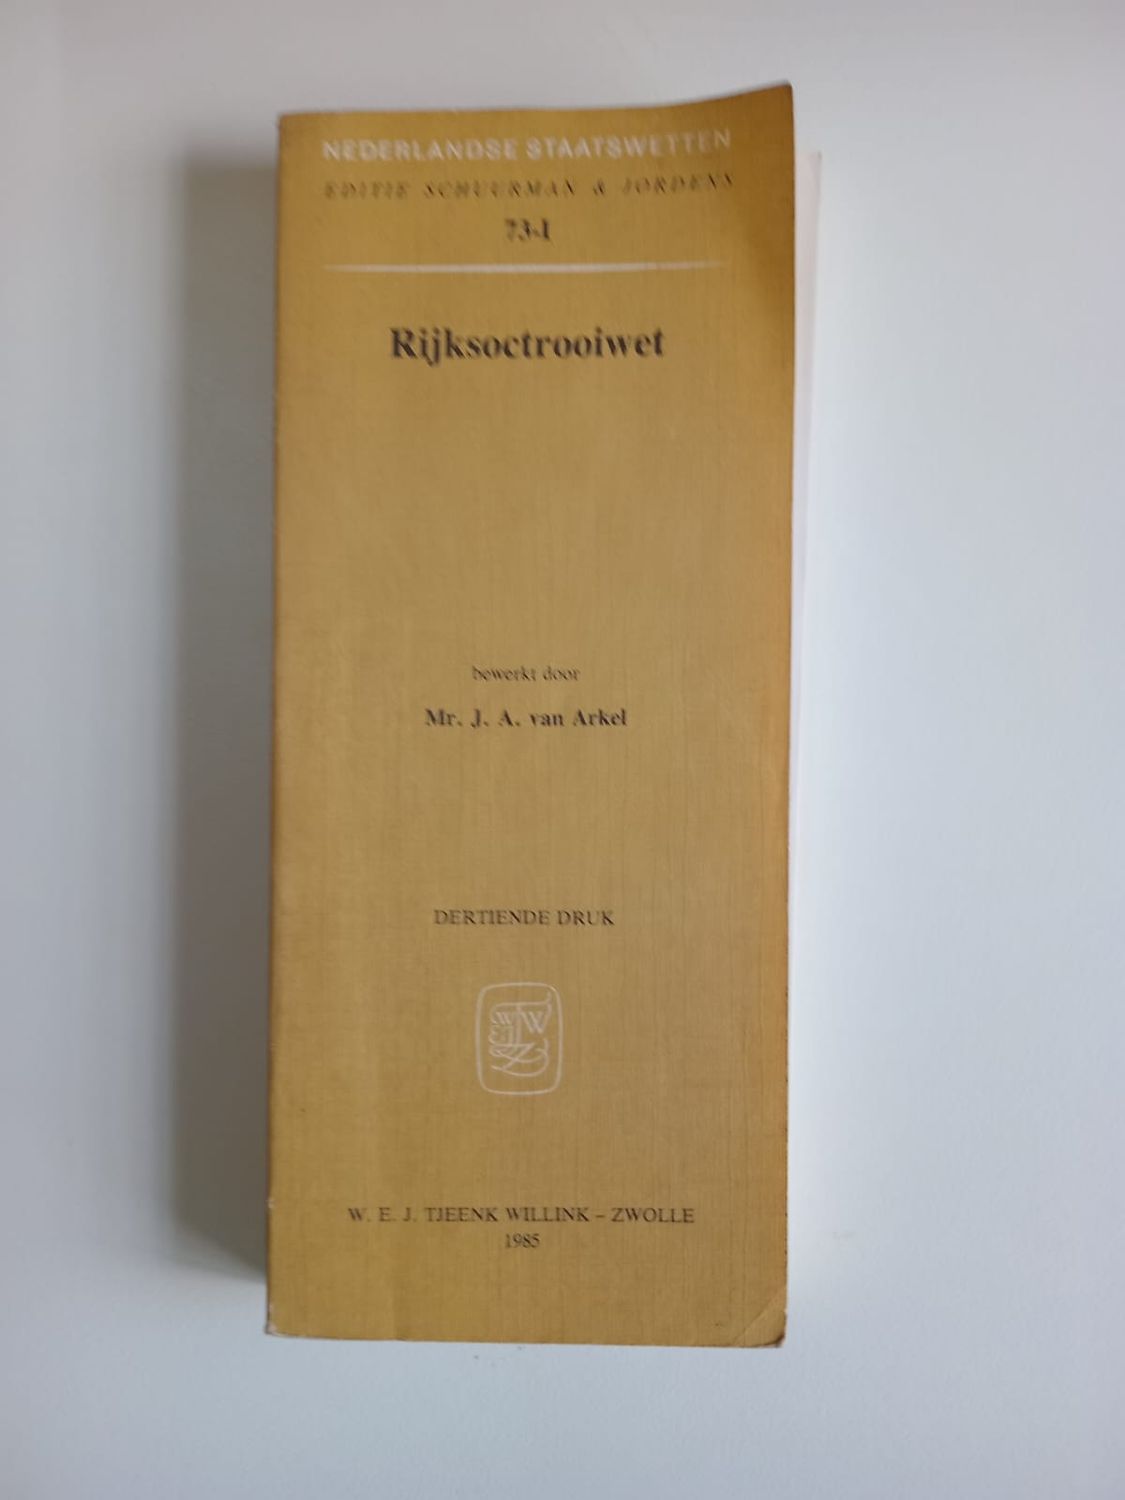 NEDERLANDSE STAATSWETTEN
EDITIE SCHUURMAN & JORDENS
73-I
Rijksoctrooiwet
bewerkt door
Mr. J. A. van Arkel
DERTIENDE DRUK
W. E. J. TJEENK WILLINK – ZWOLLE
1985